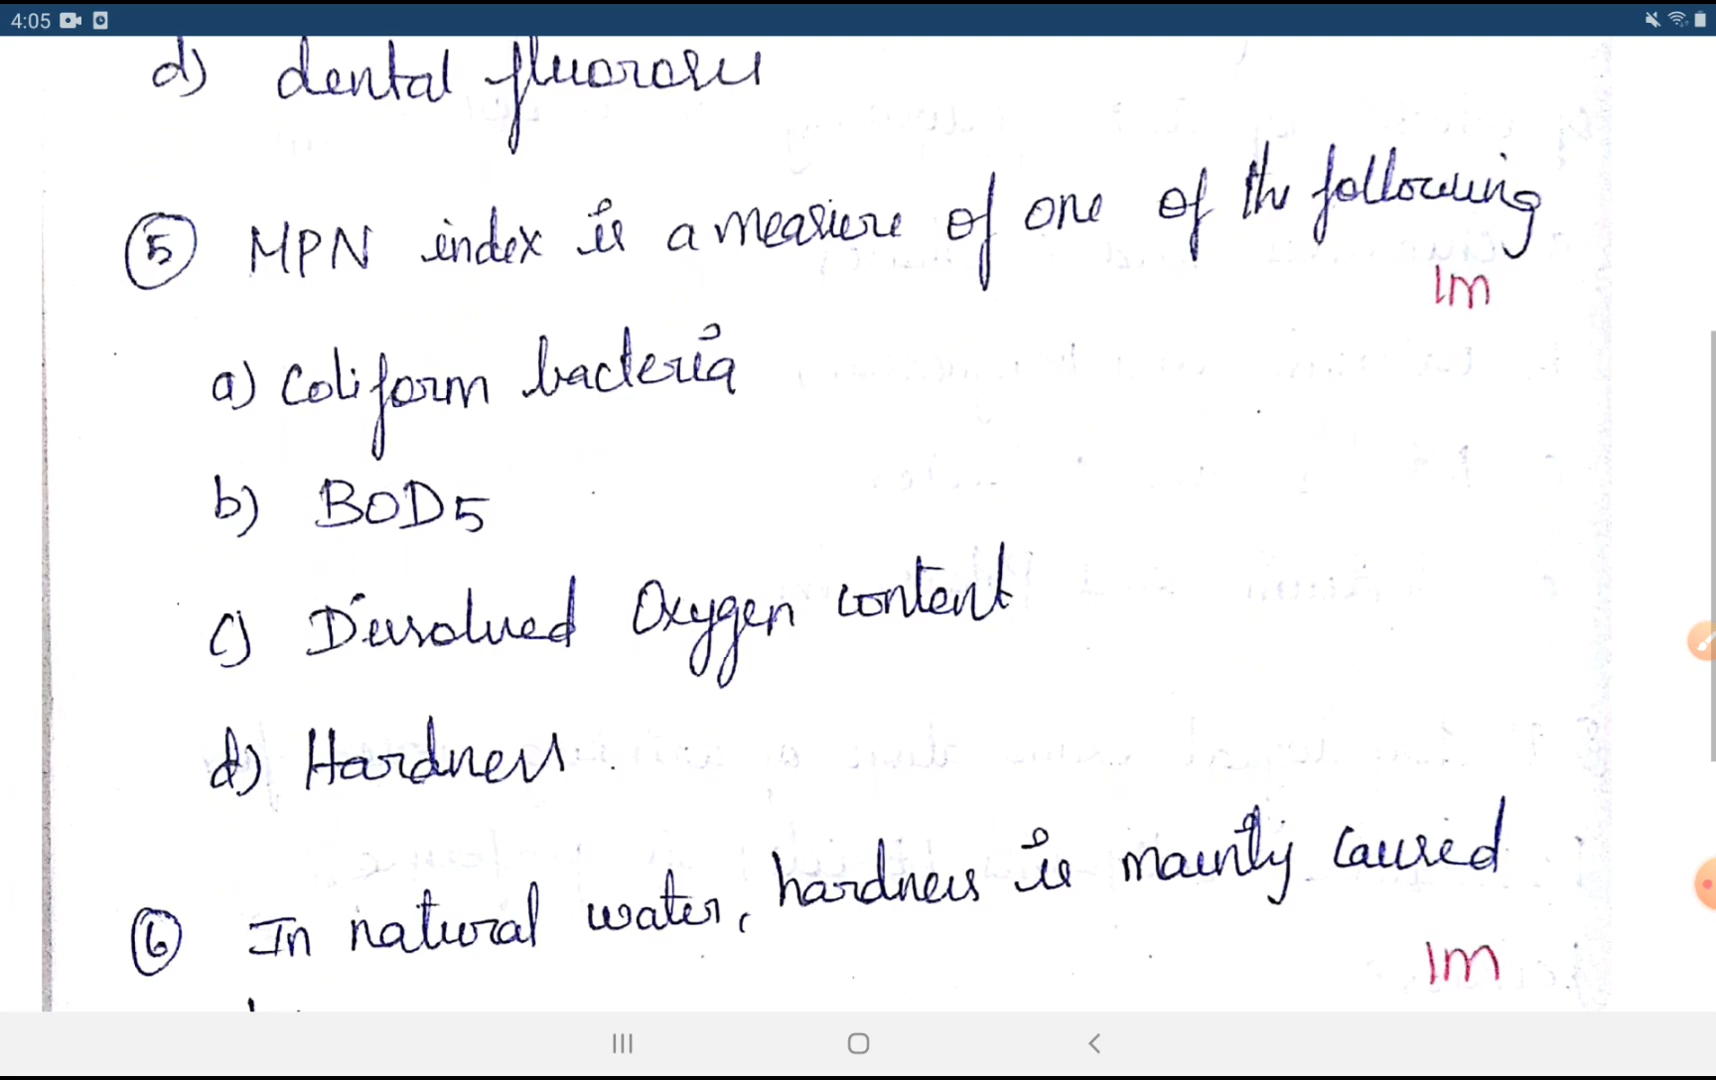 4:05
d) dental fluorosis
5 MPN index is a measure of one of the following
1m
a) Coliform bacteria
b) BOD5
c) Dissolved Oxygen content
d) Hardness.
6 In natural water, hardness is mainly caused
1m